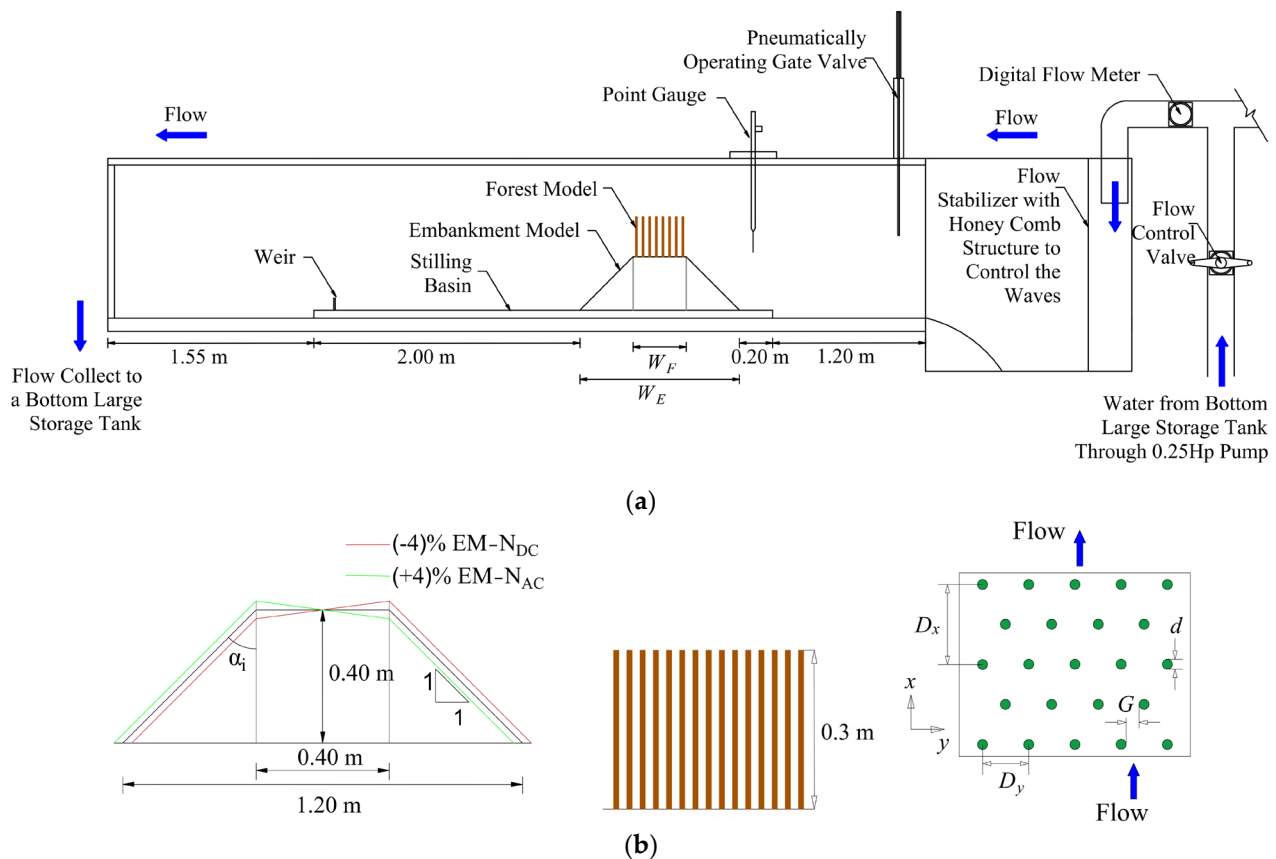 Pneumatically
Operating Gate Valve
Digital Flow Meter
Point Gauge
Flow
Flow
Forest Model
Embankment Model
Weir
Stilling
Basin
Flow
Stabilizer with
Honey Comb
Structure to
Control the
Waves
Flow
Control
Valve
1.55 m
2.00 m
W_F
0.20 m
1.20 m
W_E
Flow Collect to
a Bottom Large
Storage Tank
Water from Bottom
Large Storage Tank
Through 0.25Hp Pump
(a)
(-4)% EM-N_DC
(+4)% EM-N_AC
α_i
0.40 m
1
1
0.40 m
1.20 m
0.3 m
Flow
D_x
d
x
y
G
D_y
Flow
(b)